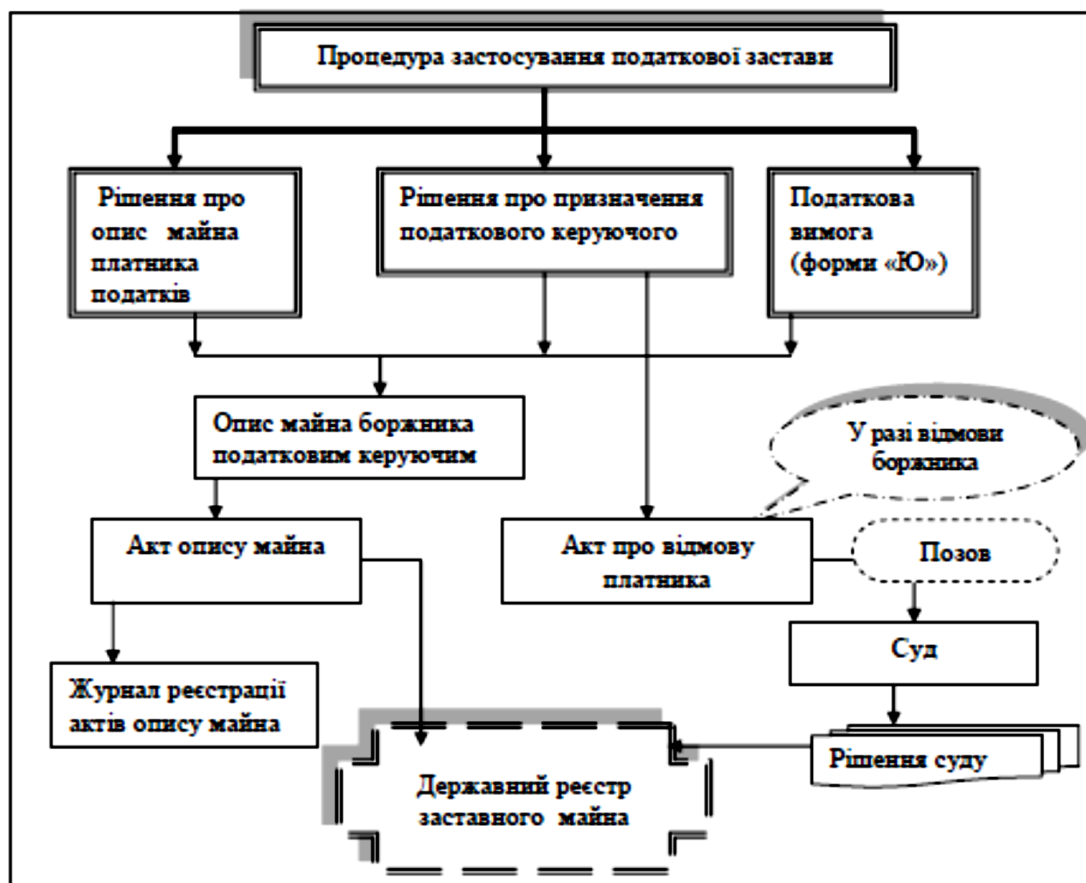 Процедура застосування податкової застави
Рішення про
опис майна
платника
податків
Рішення про призначення
податкового керуючого
Податкова
вимога
(форми «Ю»)
Опис майна боржника
податковим керуючим
У разі відмови
боржника
Акт опису майна
Акт про відмову
платника
Позов
Суд
Журнал реєстрації
актів опису майна
Рішення суду
Державний реєстр
заставного майна